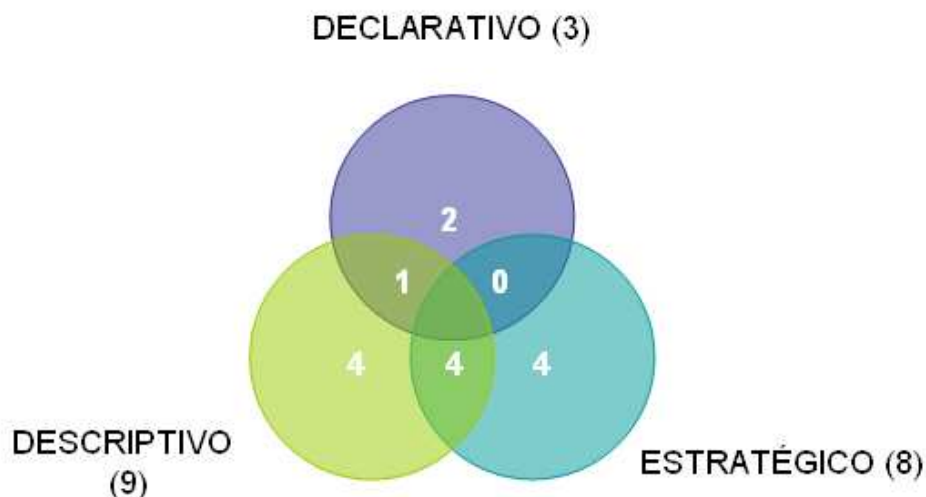 DECLARATIVO (3)
2
1 0
4 4 4
DESCRIPTIVO
(9)
ESTRATÉGICO (8)